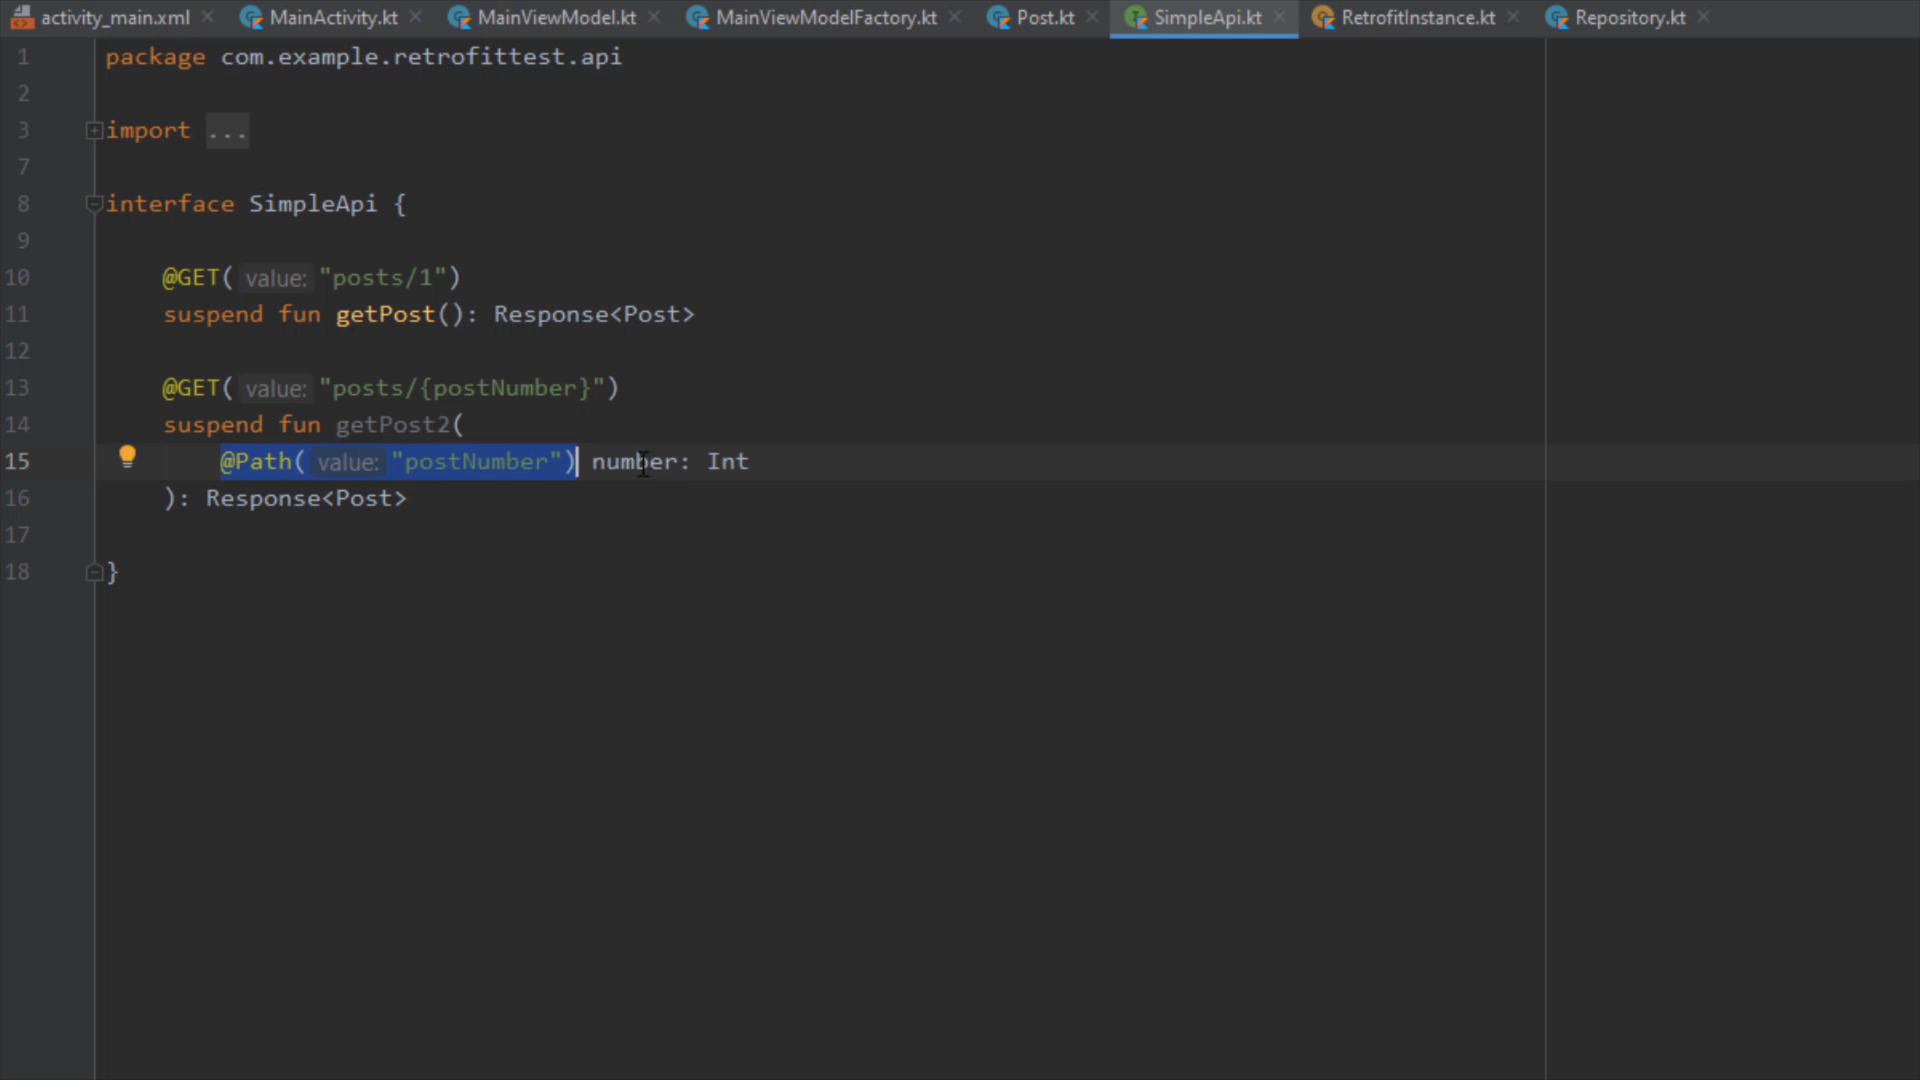 activity_main.xml MainActivity.kt MainViewModel.kt MainViewModelFactory.kt Post.kt SimpleApi.kt RetrofitInstance.kt Repository.kt
1 package com.example.retrofittest.api
2
3 import ...
7
8 interface SimpleApi {
9
10 @GET( value: "posts/1")
11 suspend fun getPost(): Response<Post>
12
13 @GET( value: "posts/{postNumber}")
14 suspend fun getPost2(
15 @Path( value: "postNumber") number: Int
16 ): Response<Post>
17
18 }